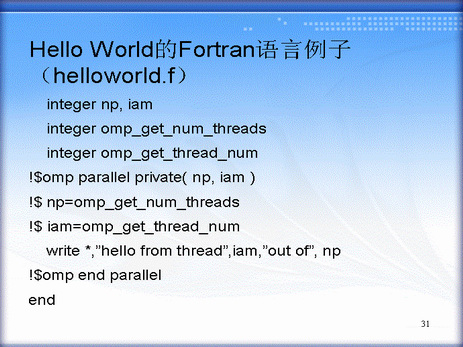 Hello World的Fortran语言例子
（helloworld.f）
integer np, iam
integer omp_get_num_threads
integer omp_get_thread_num
!$omp parallel private( np, iam )
!$ np=omp_get_num_threads
!$ iam=omp_get_thread_num
write *,”hello from thread”,iam,”out of”, np
!$omp end parallel
end
31